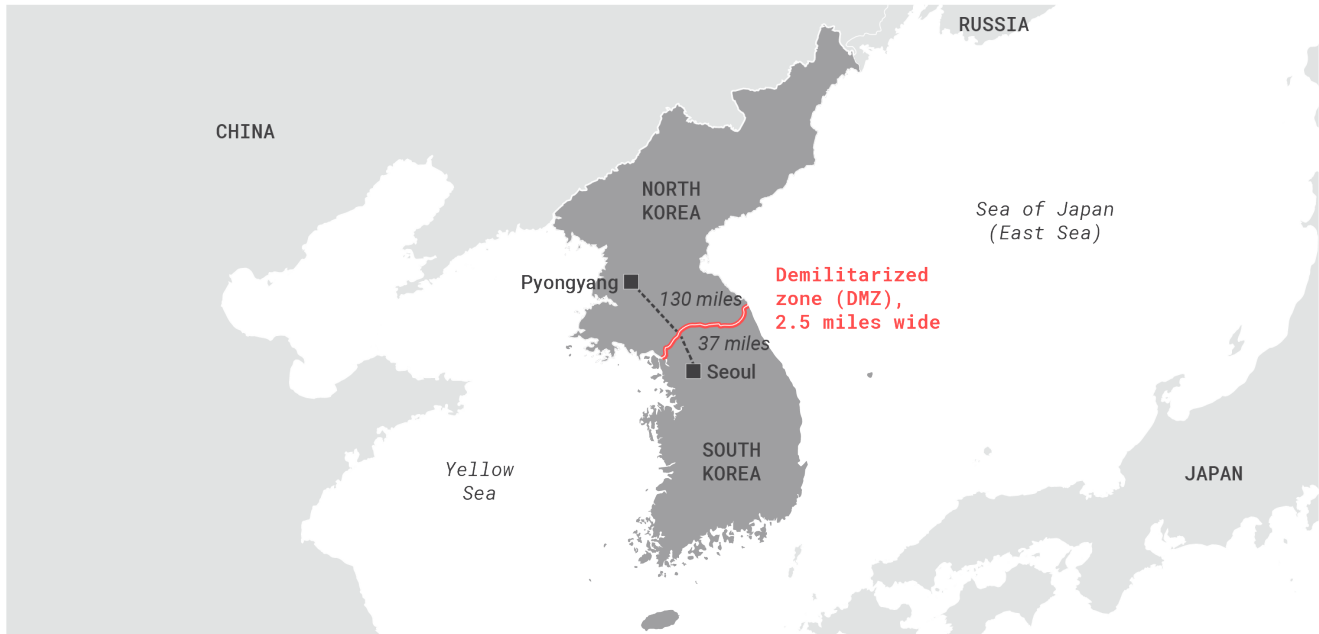 RUSSIA
CHINA
NORTH
KOREA
Sea of Japan
(East Sea)
Pyongyang
130 miles
Demilitarized
zone (DMZ),
2.5 miles wide
37 miles
Seoul
SOUTH
KOREA
Yellow
Sea
JAPAN